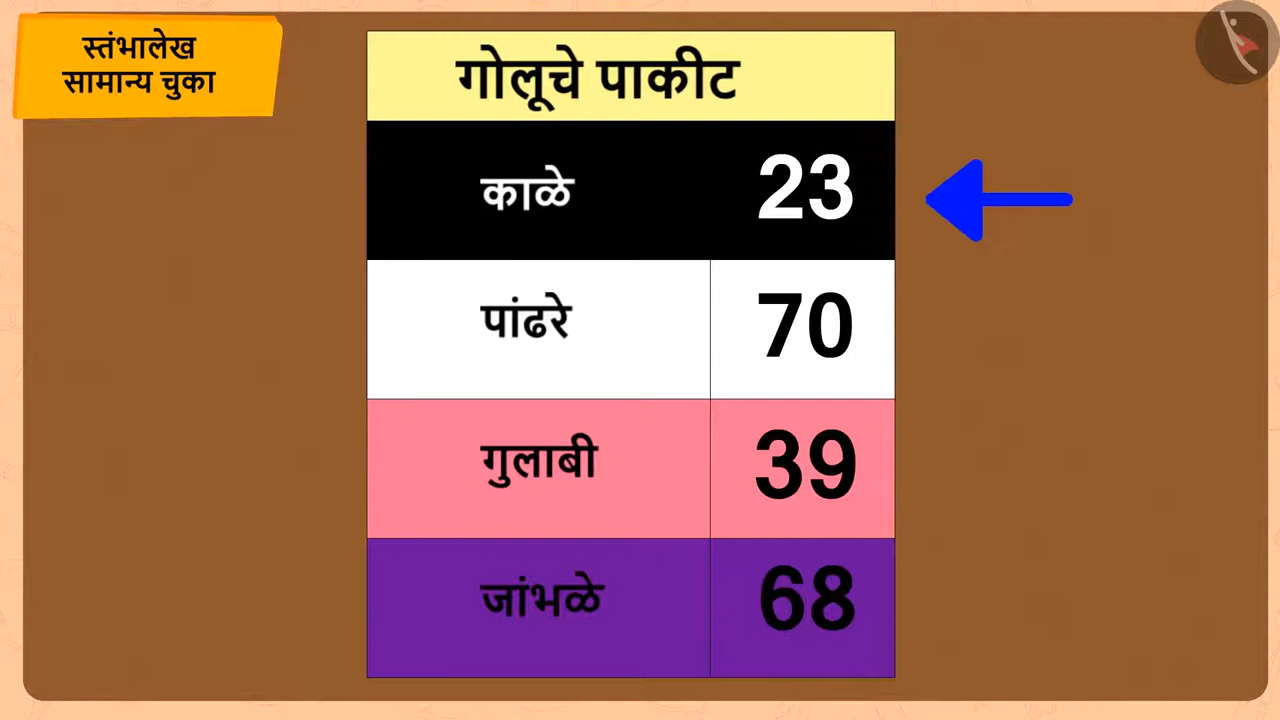 स्तंभालेख
सामान्य चुका
गोलूचे पाकीट
काळे 23
पांढरे 70
गुलाबी 39
जांभळे 68